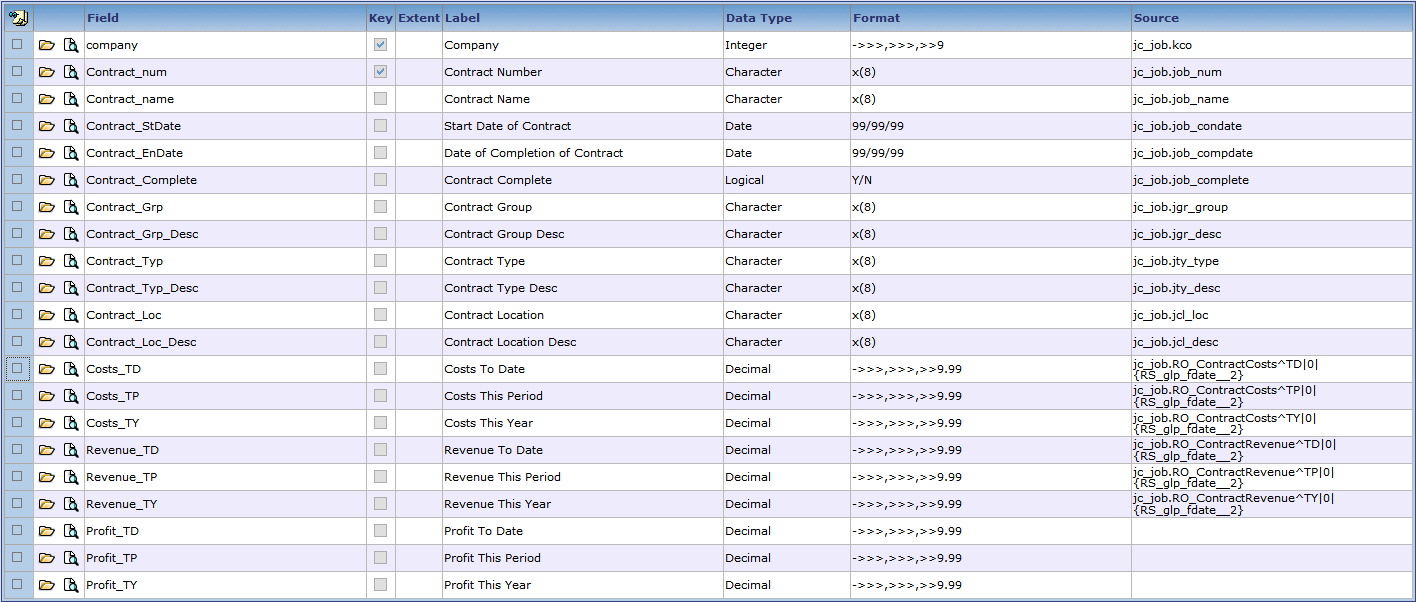 Field Key Extent Label Data Type Format Source
company Company Integer ->>>,>>>,>>9 jc_job.kco
Contract_num Contract Number Character x(8) jc_job.job_num
Contract_name Contract Name Character x(8) jc_job.job_name
Contract_StDate Start Date of Contract Date 99/99/99 jc_job.job_condate
Contract_EnDate Date of Completion of Contract Date 99/99/99 jc_job.job_compdate
Contract_Complete Contract Complete Logical Y/N jc_job.job_complete
Contract_Grp Contract Group Character x(8) jc_job.jgr_group
Contract_Grp_Desc Contract Group Desc Character x(8) jc_job.jgr_desc
Contract_Typ Contract Type Character x(8) jc_job.jty_type
Contract_Typ_Desc Contract Type Desc Character x(8) jc_job.jty_desc
Contract_Loc Contract Location Character x(8) jc_job.jcl_loc
Contract_Loc_Desc Contract Location Desc Character x(8) jc_job.jcl_desc
Costs_TD Costs To Date Decimal ->>>,>>>,>>9.99 jc_job.RO_ContractCosts^TD|0|
{RS_glp_fdate__2}
Costs_TP Costs This Period Decimal ->>>,>>>,>>9.99 jc_job.RO_ContractCosts^TP|0|
{RS_glp_fdate__2}
Costs_TY Costs This Year Decimal ->>>,>>>,>>9.99 jc_job.RO_ContractCosts^TY|0|
{RS_glp_fdate__2}
Revenue_TD Revenue To Date Decimal ->>>,>>>,>>9.99 jc_job.RO_ContractRevenue^TD|0|
{RS_glp_fdate__2}
Revenue_TP Revenue This Period Decimal ->>>,>>>,>>9.99 jc_job.RO_ContractRevenue^TP|0|
{RS_glp_fdate__2}
Revenue_TY Revenue This Year Decimal ->>>,>>>,>>9.99 jc_job.RO_ContractRevenue^TY|0|
{RS_glp_fdate__2}
Profit_TD Profit To Date Decimal ->>>,>>>,>>9.99
Profit_TP Profit This Period Decimal ->>>,>>>,>>9.99
Profit_TY Profit This Year Decimal ->>>,>>>,>>9.99